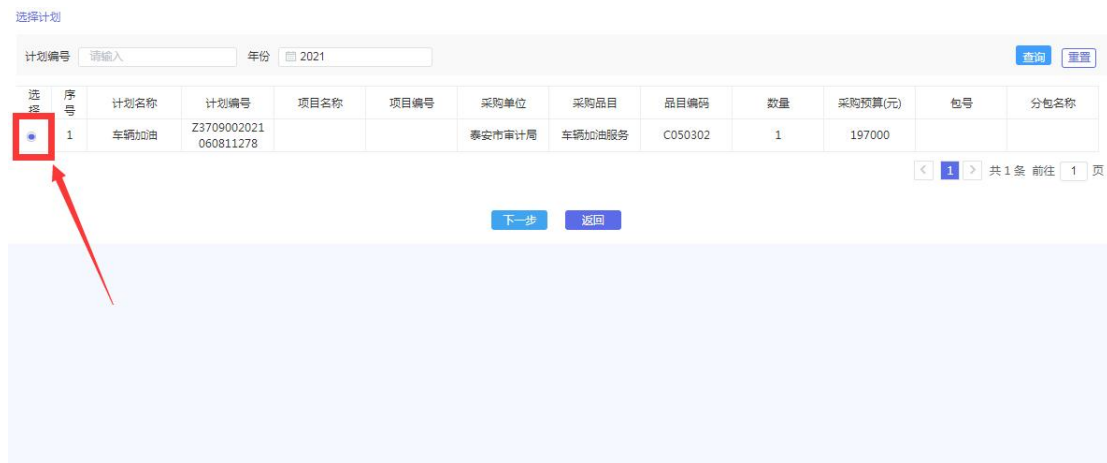 选择计划
计划编号 请输入 年份 2021 查询 重置
选择 序号 计划名称 计划编号 项目名称 项目编号 采购单位 采购品目 品目编码 数量 采购预算(元) 包号 分包名称
1 车辆加油 Z3709002021060811278 泰安市审计局 车辆加油服务 C050302 1 197000
< 1 > 共 1 条 前往 1 页
下一步 返回